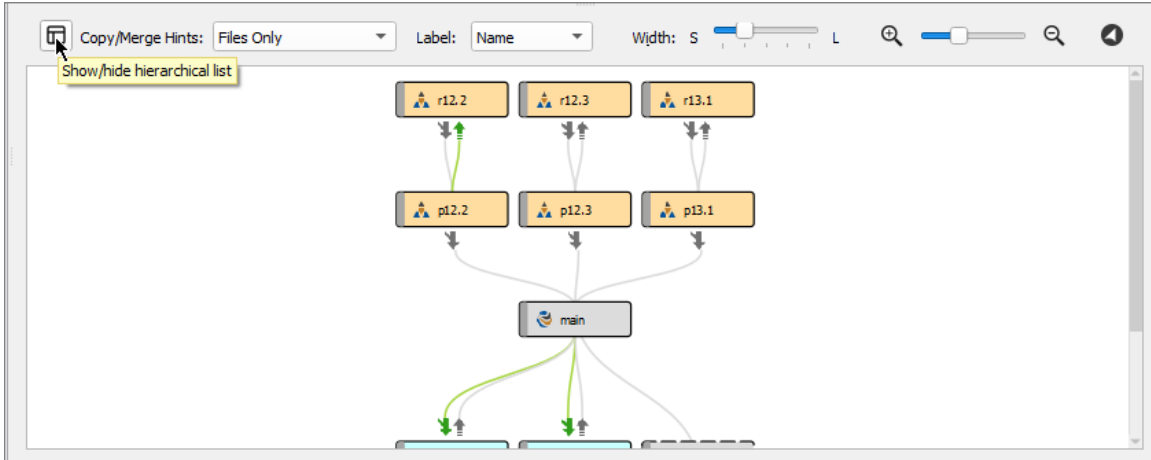 Copy/Merge Hints: Files Only Label: Name Width: S L
Show/hide hierarchical list
r12.2 r12.3 r13.1
p12.2 p12.3 p13.1
main